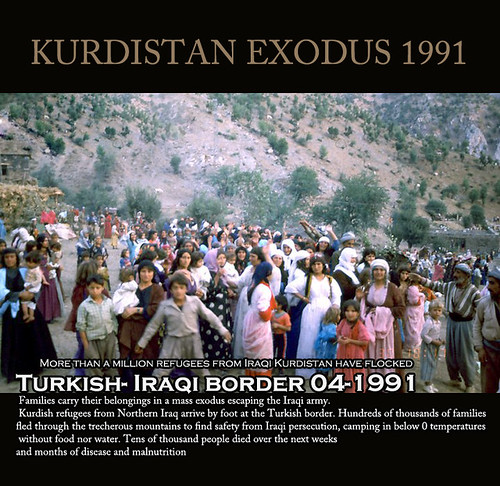 KURDISTAN EXODUS 1991
MORE THAN A MILLION REFUGEES FROM IRAQI KURDISTAN HAVE FLOCKED
TURKISH- IRAQI BORDER 04-1991
Families carry their belongings in a mass exodus escaping the Iraqi army.
Kurdish refugees from Northern Iraq arrive by foot at the Turkish border. Hundreds of thousands of families
fled through the trecherous mountains to find safety from Iraqi persecution, camping in below 0 temperatures
without food nor water. Tens of thousand people died over the next weeks
and months of disease and malnutrition